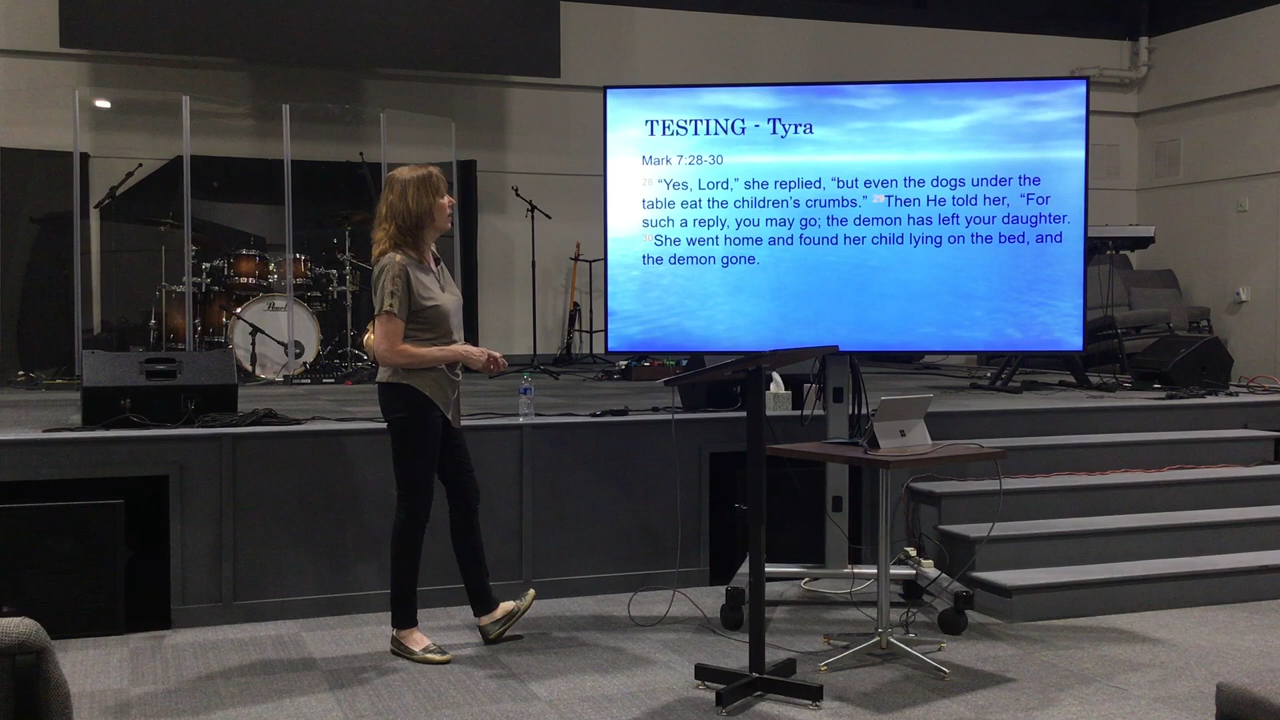 TESTING - Tyra
Mark 7:28-30
28 “Yes, Lord,” she replied, “but even the dogs under the
table eat the children’s crumbs.” 29 Then He told her, “For
such a reply, you may go; the demon has left your daughter.
30 She went home and found her child lying on the bed, and
the demon gone.
Pearl